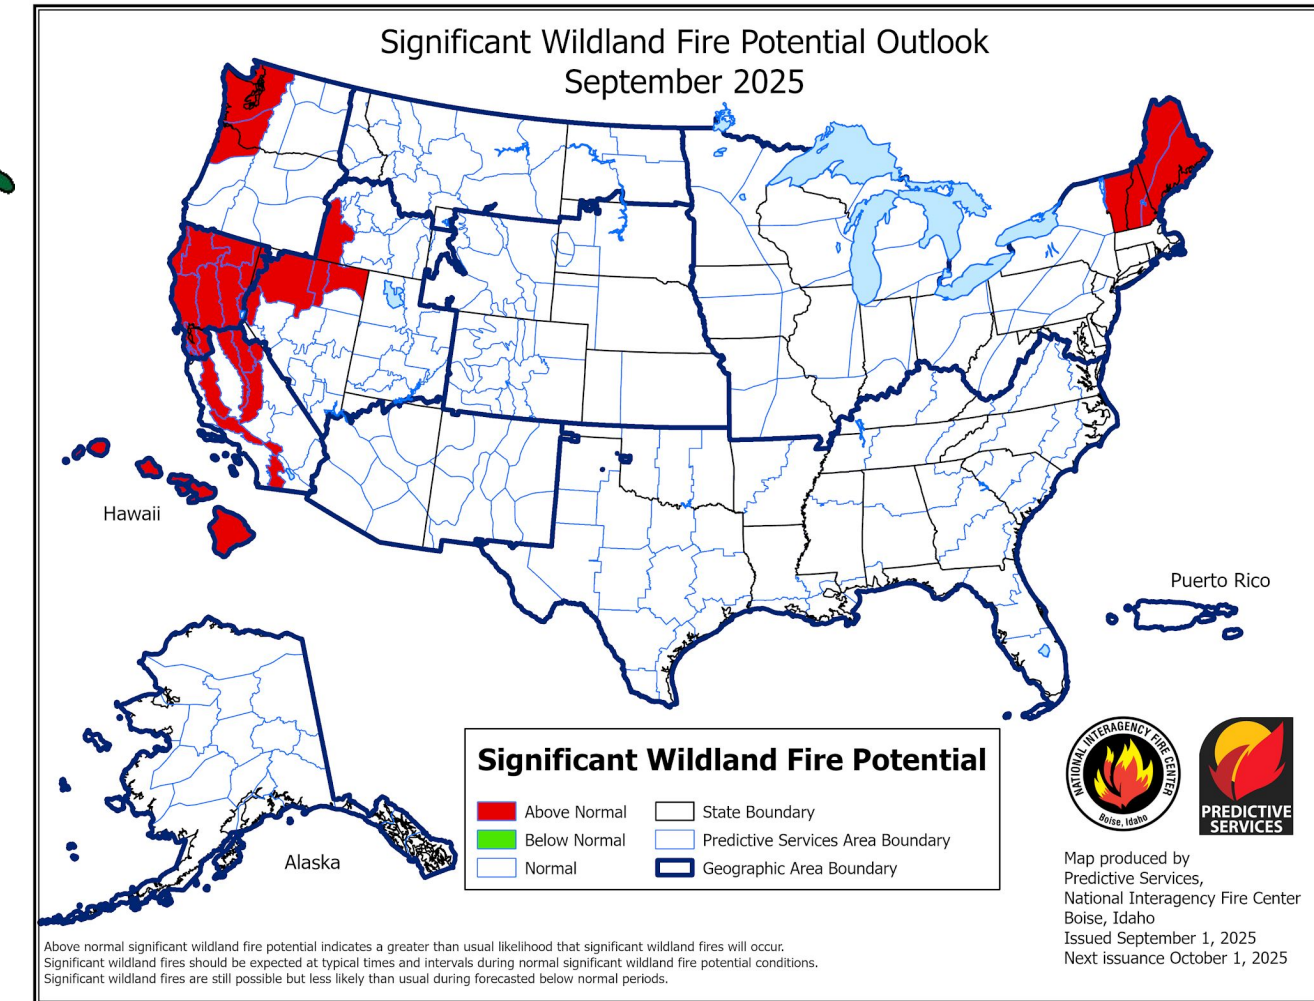 Significant Wildland Fire Potential Outlook
September 2025
Hawaii
Puerto Rico
Alaska
Significant Wildland Fire Potential
Above Normal
Below Normal
Normal
State Boundary
Predictive Services Area Boundary
Geographic Area Boundary
NATIONAL INTERAGENCY FIRE CENTER
Boise, Idaho
PREDICTIVE
SERVICES
Map produced by
Predictive Services,
National Interagency Fire Center
Boise, Idaho
Issued September 1, 2025
Next issuance October 1, 2025
Above normal significant wildland fire potential indicates a greater than usual likelihood that significant wildland fires will occur.
Significant wildland fires should be expected at typical times and intervals during normal significant wildland fire potential conditions.
Significant wildland fires are still possible but less likely than usual during forecasted below normal periods.